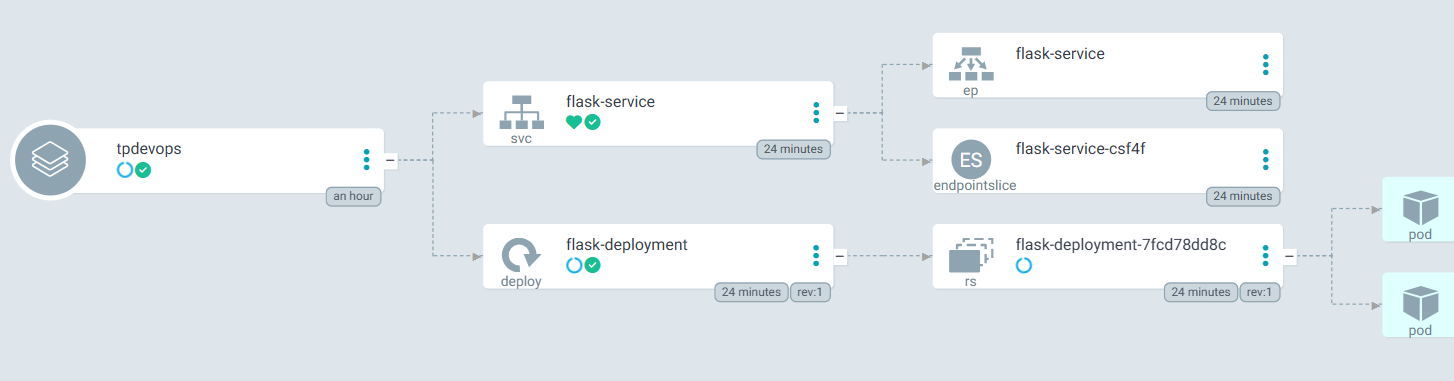 tpdevops
an hour
flask-service
svc
24 minutes
flask-deployment
deploy
24 minutes rev:1
flask-service
ep
24 minutes
flask-service-csf4f
ES
endpointslice
24 minutes
flask-deployment-7fcd78dd8c
rs
24 minutes rev:1
pod
pod